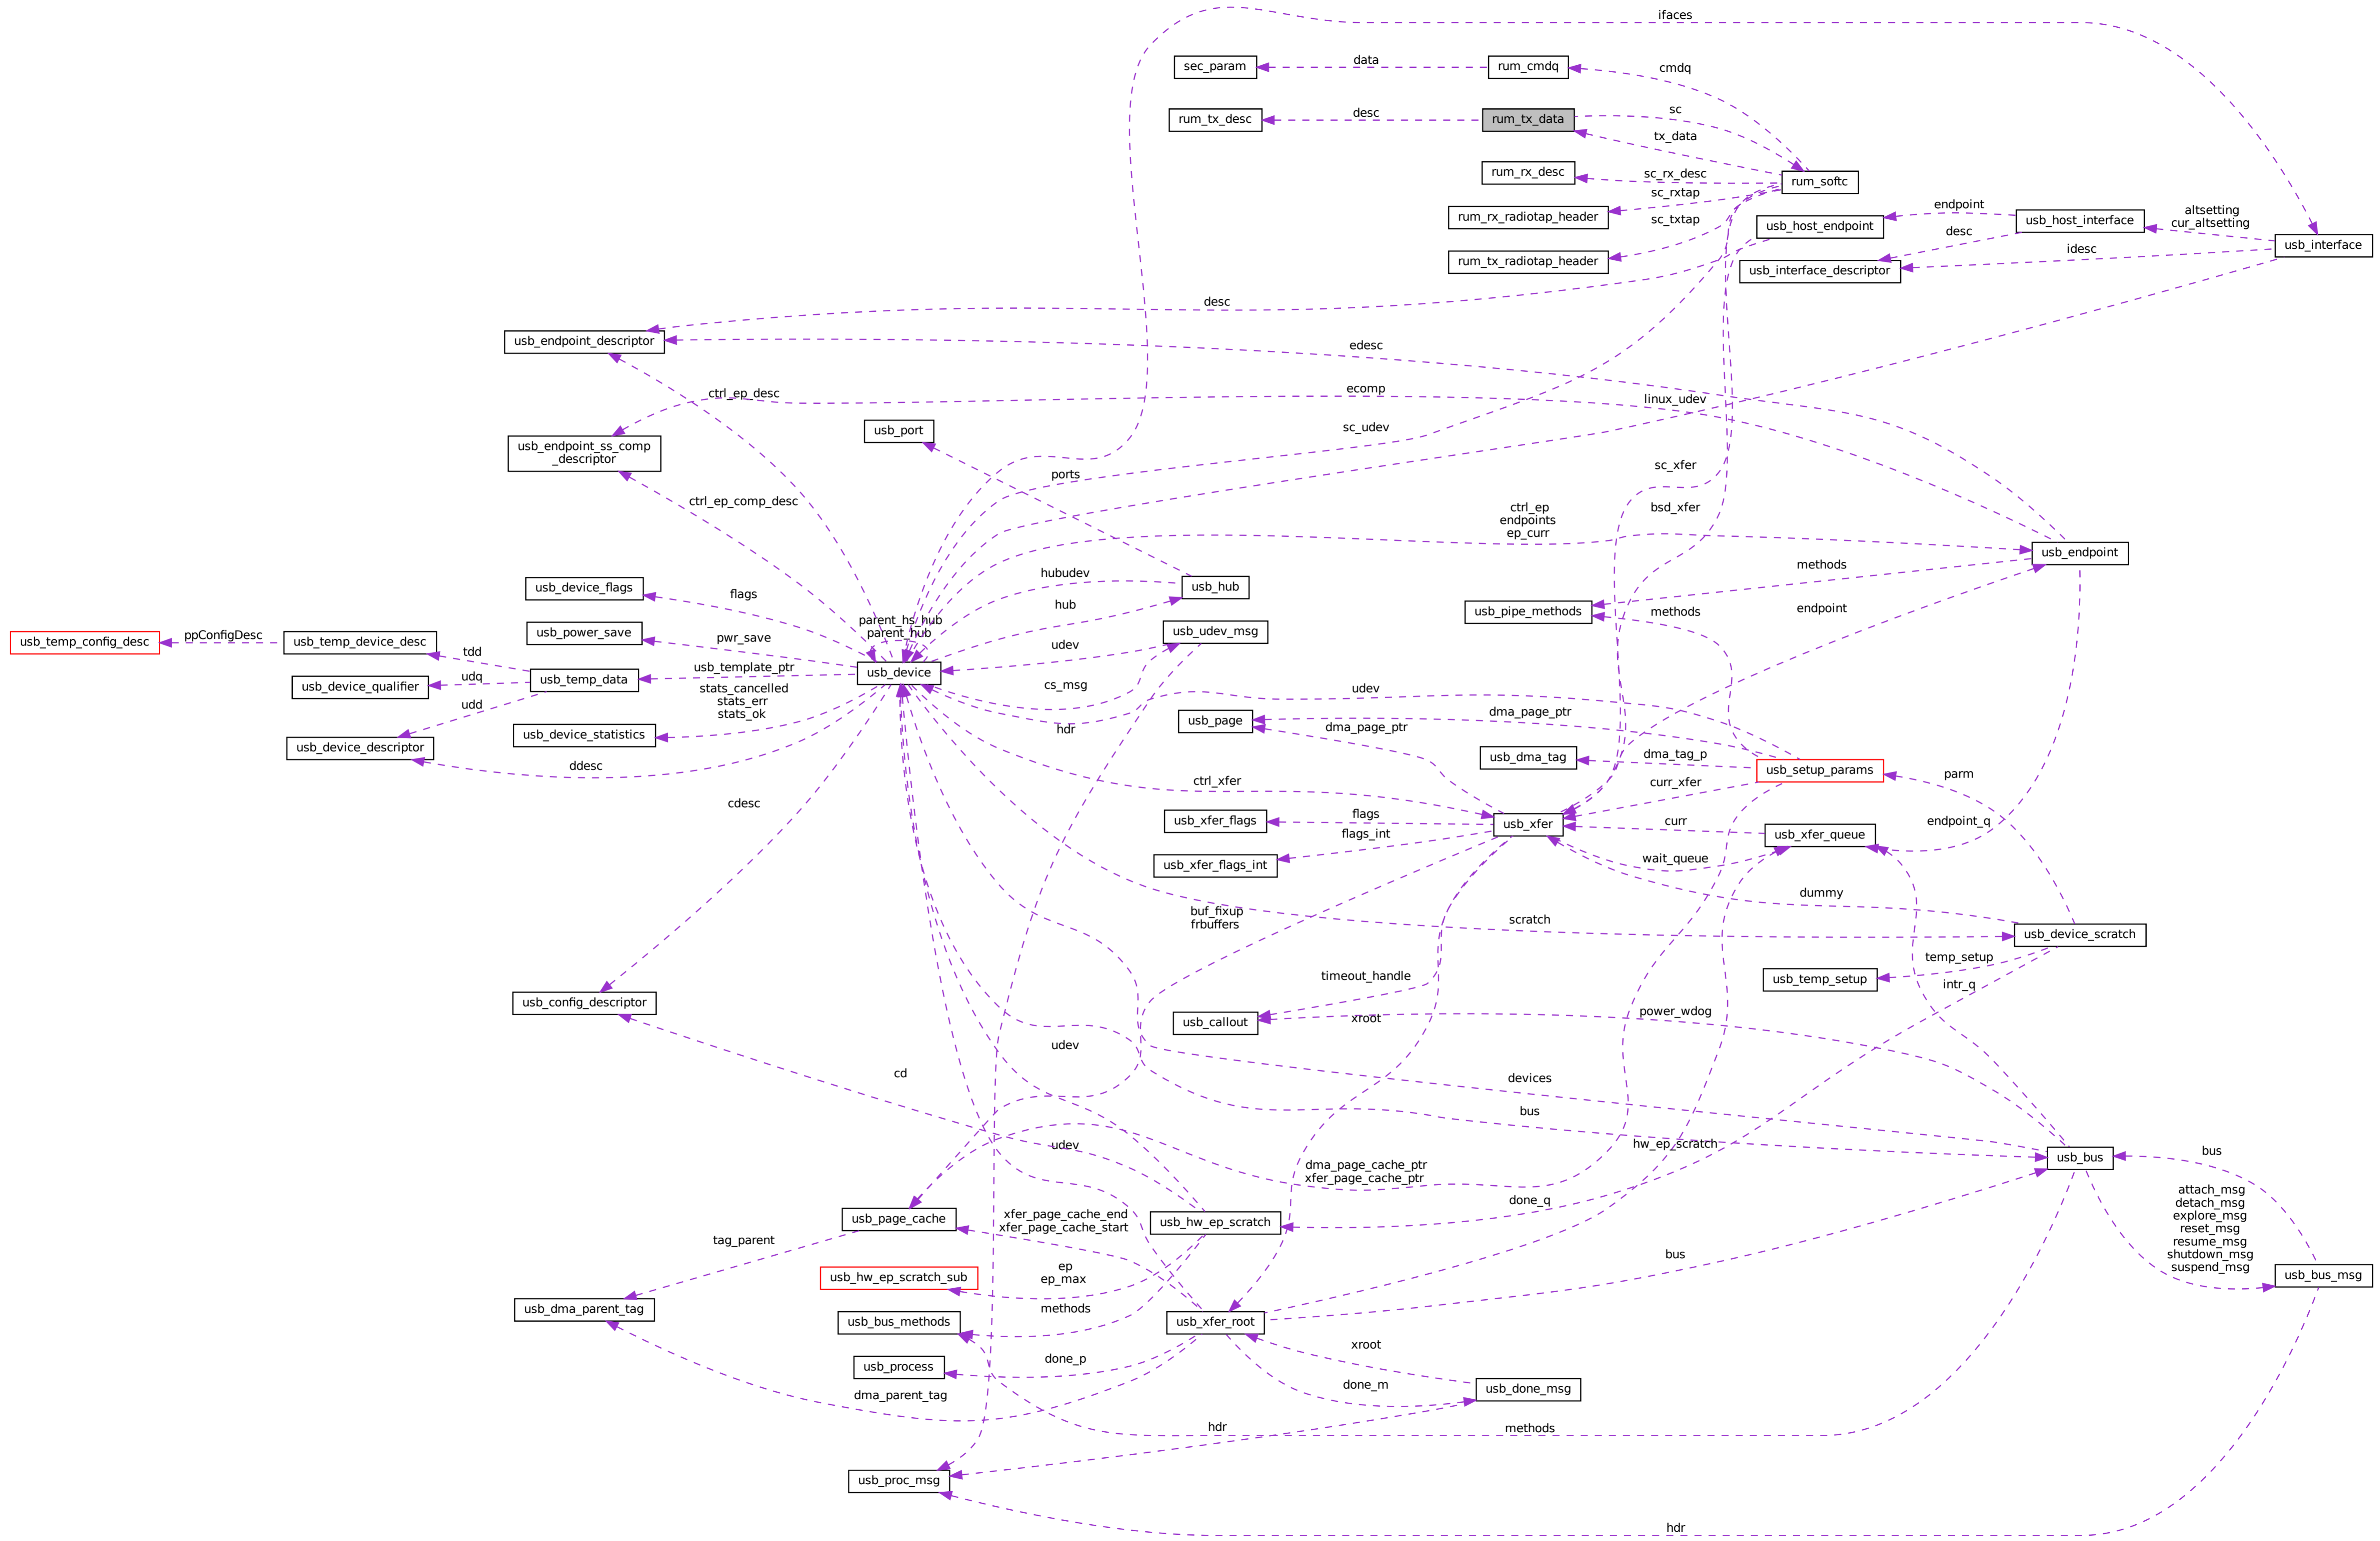 ifaces
sec_param
data
rum_cmdq
cmdq
rum_tx_desc
desc
rum_tx_data
sc
tx_data
rum_rx_desc
sc_rx_desc
rum_softc
sc_rxtap
rum_rx_radiotap_header
sc_txtap
rum_tx_radiotap_header
usb_host_endpoint
endpoint
usb_host_interface
altsetting
cur_altsetting
desc
idesc
usb_interface
usb_interface_descriptor
desc
usb_endpoint_descriptor
edesc
ctrl_ep_desc
ecomp
linux_udev
usb_port
sc_udev
usb_endpoint_ss_comp
_descriptor
ports
sc_xfer
ctrl_ep_comp_desc
ctrl_ep
endpoints
ep_curr
bsd_xfer
usb_endpoint
usb_device_flags
flags
hubudev
usb_hub
methods
hub
usb_pipe_methods
methods
endpoint
usb_temp_config_desc
ppConfigDesc
usb_temp_device_desc
tdd
usb_power_save
pwr_save
parent_hs_hub
parent_hub
usb_udev_msg
udev
usb_device_qualifier
udq
usb_temp_data
usb_template_ptr
usb_device
udd
stats_cancelled
stats_err
stats_ok
cs_msg
udev
usb_device_descriptor
usb_device_statistics
ddesc
hdr
usb_page
dma_page_ptr
dma_page_ptr
usb_dma_tag
dma_tag_p
usb_setup_params
parm
ctrl_xfer
curr_xfer
cdesc
usb_xfer_flags
flags
usb_xfer
curr
usb_xfer_queue
endpoint_q
flags_int
usb_xfer_flags_int
wait_queue
dummy
buf_fixup
frbuffers
scratch
usb_device_scratch
timeout_handle
usb_temp_setup
temp_setup
intr_q
usb_config_descriptor
usb_callout
xroot
power_wdog
udev
cd
devices
bus
udev
hw_ep_scratch
usb_bus
bus
dma_page_cache_ptr
xfer_page_cache_ptr
attach_msg
detach_msg
explore_msg
reset_msg
resume_msg
shutdown_msg
suspend_msg
usb_page_cache
xfer_page_cache_end
xfer_page_cache_start
usb_hw_ep_scratch
done_q
tag_parent
bus
usb_hw_ep_scratch_sub
ep
ep_max
usb_bus_msg
usb_dma_parent_tag
usb_bus_methods
methods
usb_xfer_root
usb_process
done_p
xroot
dma_parent_tag
done_m
usb_done_msg
hdr
methods
usb_proc_msg
hdr